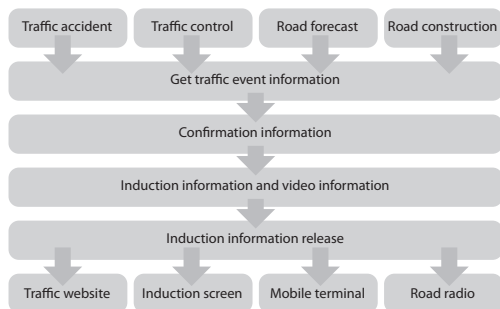 Traffic accident
Traffic control
Road forecast
Road construction
Get traffic event information
Confirmation information
Induction information and video information
Induction information release
Traffic website
Induction screen
Mobile terminal
Road radio